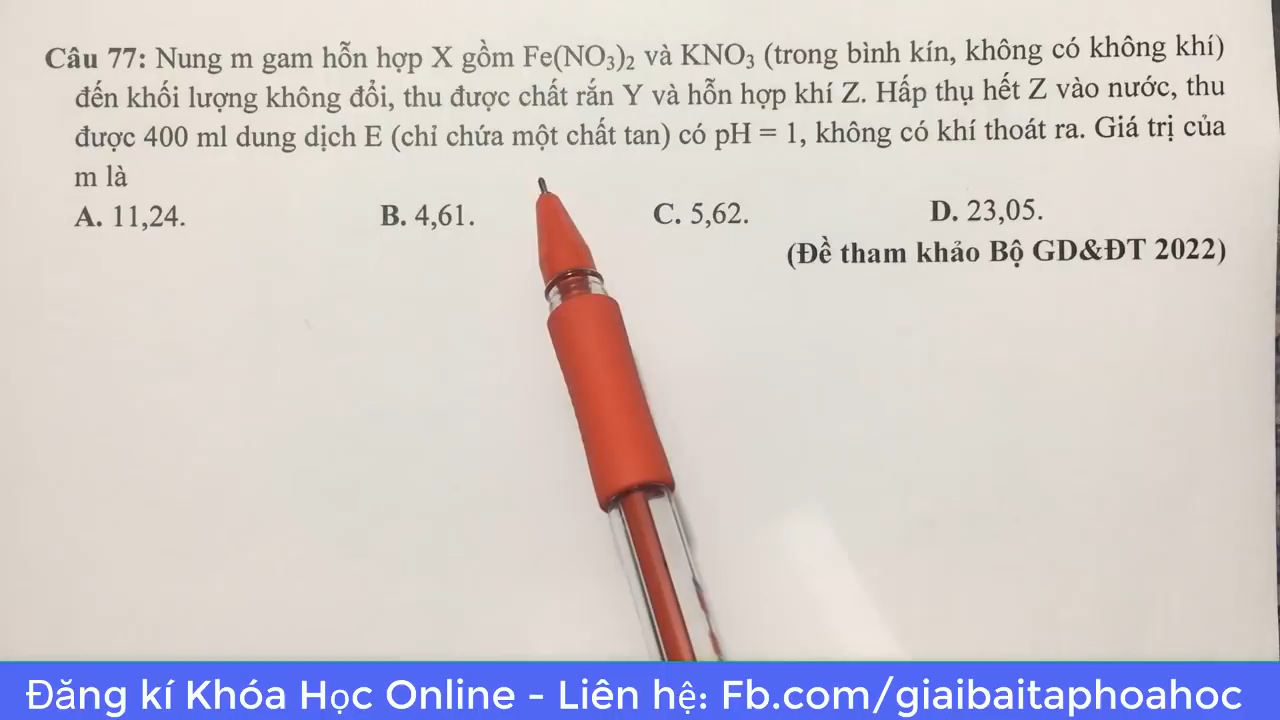 Câu 77: Nung m gam hỗn hợp X gồm Fe(NO₃)₂ và KNO₃ (trong bình kín, không có không khí)
đến khối lượng không đổi, thu được chất rắn Y và hỗn hợp khí Z. Hấp thụ hết Z vào nước, thu
được 400 ml dung dịch E (chỉ chứa một chất tan) có pH = 1, không có khí thoát ra. Giá trị của
m là
A. 11,24. B. 4,61. C. 5,62. D. 23,05.
(Đề tham khảo Bộ GD&ĐT 2022)
Đăng kí Khóa Học Online - Liên hệ: Fb.com/giaibaitaphoahoc